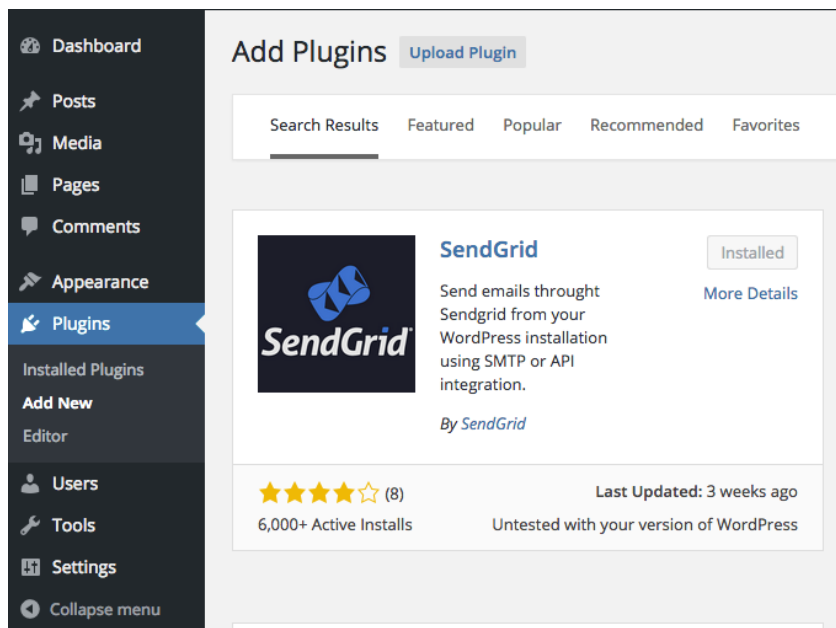 Dashboard
Posts
Media
Pages
Comments
Appearance
Plugins
Installed Plugins
Add New
Editor
Users
Tools
Settings
Collapse menu
Add Plugins Upload Plugin
Search Results Featured Popular Recommended Favorites
SendGrid
SendGrid
Installed
More Details
Send emails throught
Sendgrid from your
WordPress installation
using SMTP or API
integration.
By SendGrid
(8)
6,000+ Active Installs
Last Updated: 3 weeks ago
Untested with your version of WordPress